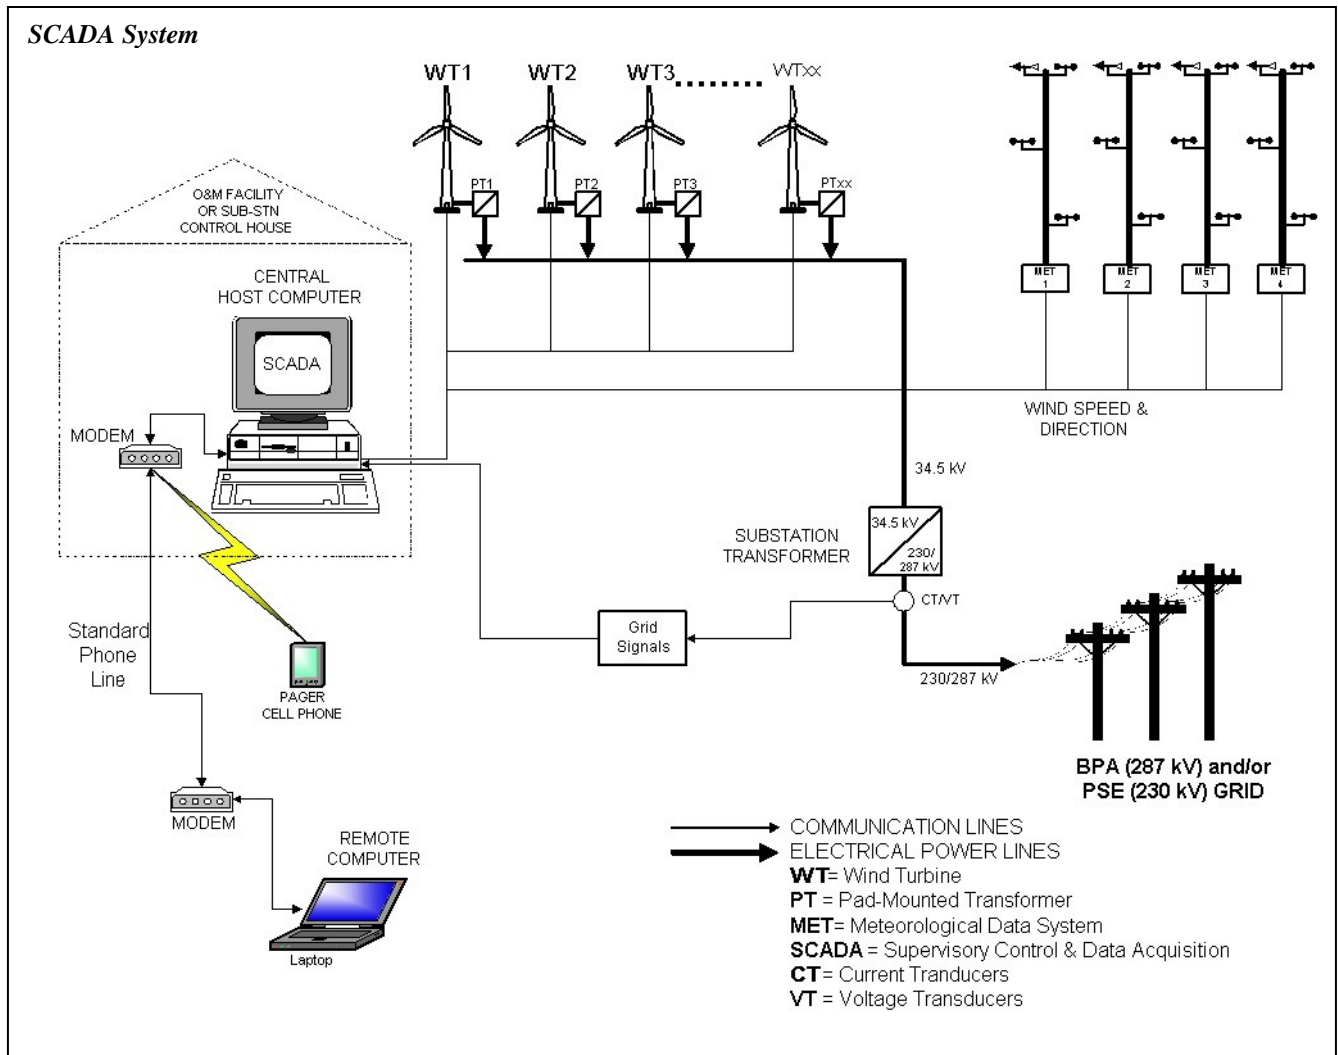 SCADA System
WT1 WT2 WT3 ........ WTxx
PT1 PT2 PT3 PTxx
O&M FACILITY
OR SUB-STN
CONTROL HOUSE
CENTRAL
HOST COMPUTER
SCADA
MODEM
MET
1
MET
2
MET
3
MET
4
WIND SPEED &
DIRECTION
34.5 kV
SUBSTATION
TRANSFORMER
34.5 kV
230/
287 kV
CT/VT
Grid
Signals
230/287 kV
Standard
Phone
Line
PAGER
CELL PHONE
BPA (287 kV) and/or
PSE (230 kV) GRID
MODEM
REMOTE
COMPUTER
Laptop
COMMUNICATION LINES
ELECTRICAL POWER LINES
WT= Wind Turbine
PT = Pad-Mounted Transformer
MET= Meteorological Data System
SCADA = Supervisory Control & Data Acquisition
CT= Current Tranducers
VT = Voltage Transducers